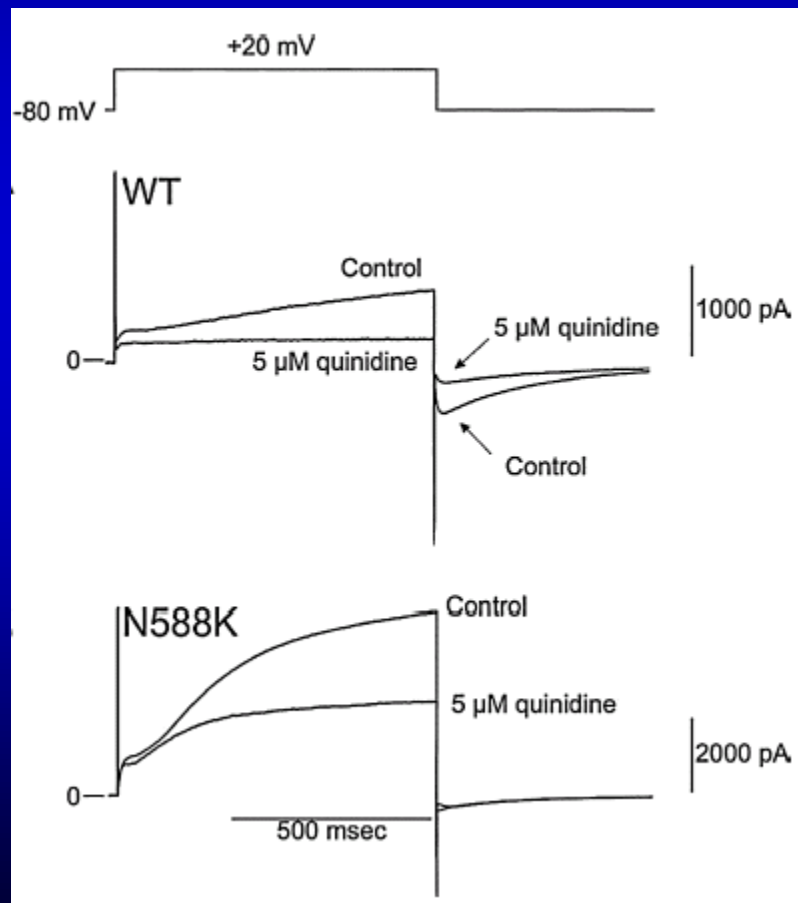 +20 mV
-80 mV
WT
Control
1000 pA
5 µM quinidine
0
5 µM quinidine
Control
Control
N588K
5 µM quinidine
2000 pA
0
500 msec